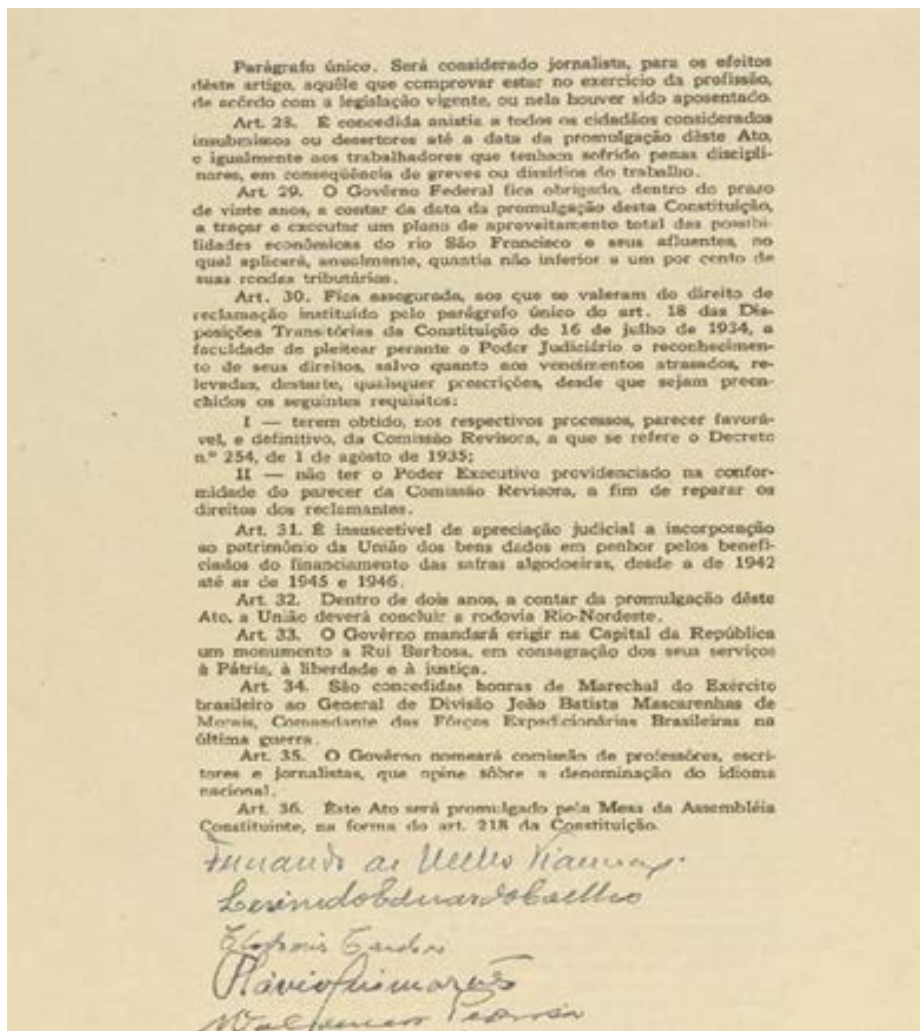 Parágrafo único. Será considerado jornalista, para os efeitos
dêste artigo, aquêle que comprovar estar no exercício da profissão,
de acôrdo com a legislação vigente, ou nela houver sido aposentado.
Art. 28. É concedida anistia a todos os cidadãos considerados
insubmissos ou desertores até a data da promulgação dêste Ato,
e igualmente aos trabalhadores que tenham sofrido penas discipli-
nares, em conseqüência de greves ou dissídios do trabalho.
Art. 29. O Govêrno Federal fica obrigado, dentro do prazo
de vinte anos, a contar da data da promulgação desta Constituição,
a traçar e executar um plano de aproveitamento total das possibi-
lidades econômicas do rio São Francisco e seus afluentes, no
qual aplicará, anualmente, quantia não inferior a um por cento de
suas rendas tributárias.
Art. 30. Fica assegurada, aos que se valeram do direito de
reclamação instituído pelo parágrafo único do art. 18 das Dis-
posições Transitórias da Constituição de 16 de julho de 1934, a
faculdade de pleitear perante o Poder Judiciário o reconhecimen-
to de seus direitos, salvo quanto aos vencimentos atrasados, re-
levadas, destarte, quaisquer prescrições, desde que sejam preen-
chidos os seguintes requisitos:
I — terem obtido, nos respectivos processos, parecer favorá-
vel, e definitivo, da Comissão Revisora, a que se refere o Decreto
n.º 254, de 1 de agôsto de 1935;
II — não ter o Poder Executivo providenciado na confor-
midade do parecer da Comissão Revisora, a fim de reparar os
direitos dos reclamantes.
Art. 31. É insuscetível de apreciação judicial a incorporação
ao patrimônio da União dos bens dados em penhor pelos benefi-
ciados do financiamento das safras algodoeiras, desde a de 1942
até as de 1945 e 1946.
Art. 32. Dentro de dois anos, a contar da promulgação dêste
Ato, a União deverá concluir a rodovia Rio-Nordeste.
Art. 33. O Govêrno mandará erigir na Capital da República
um monumento a Rui Barbosa, em consagração dos seus serviços
à Pátria, à liberdade e à justiça.
Art. 34. São concedidas honras de Marechal do Exército
brasileiro ao General de Divisão João Batista Mascarenhas de
Morais, Comandante das Fôrças Expedicionárias Brasileiras na
última guerra.
Art. 35. O Govêrno nomeará comissão de professôres, escri-
tores e jornalistas, que opine sôbre a denominação do idioma
nacional.
Art. 36. Êste Ato será promulgado pela Mesa da Assembléia
Constituinte, na forma do art. 218 da Constituição.
Fernando de Mello Vianna
Eduardo Coelho
Flávio Guimarães